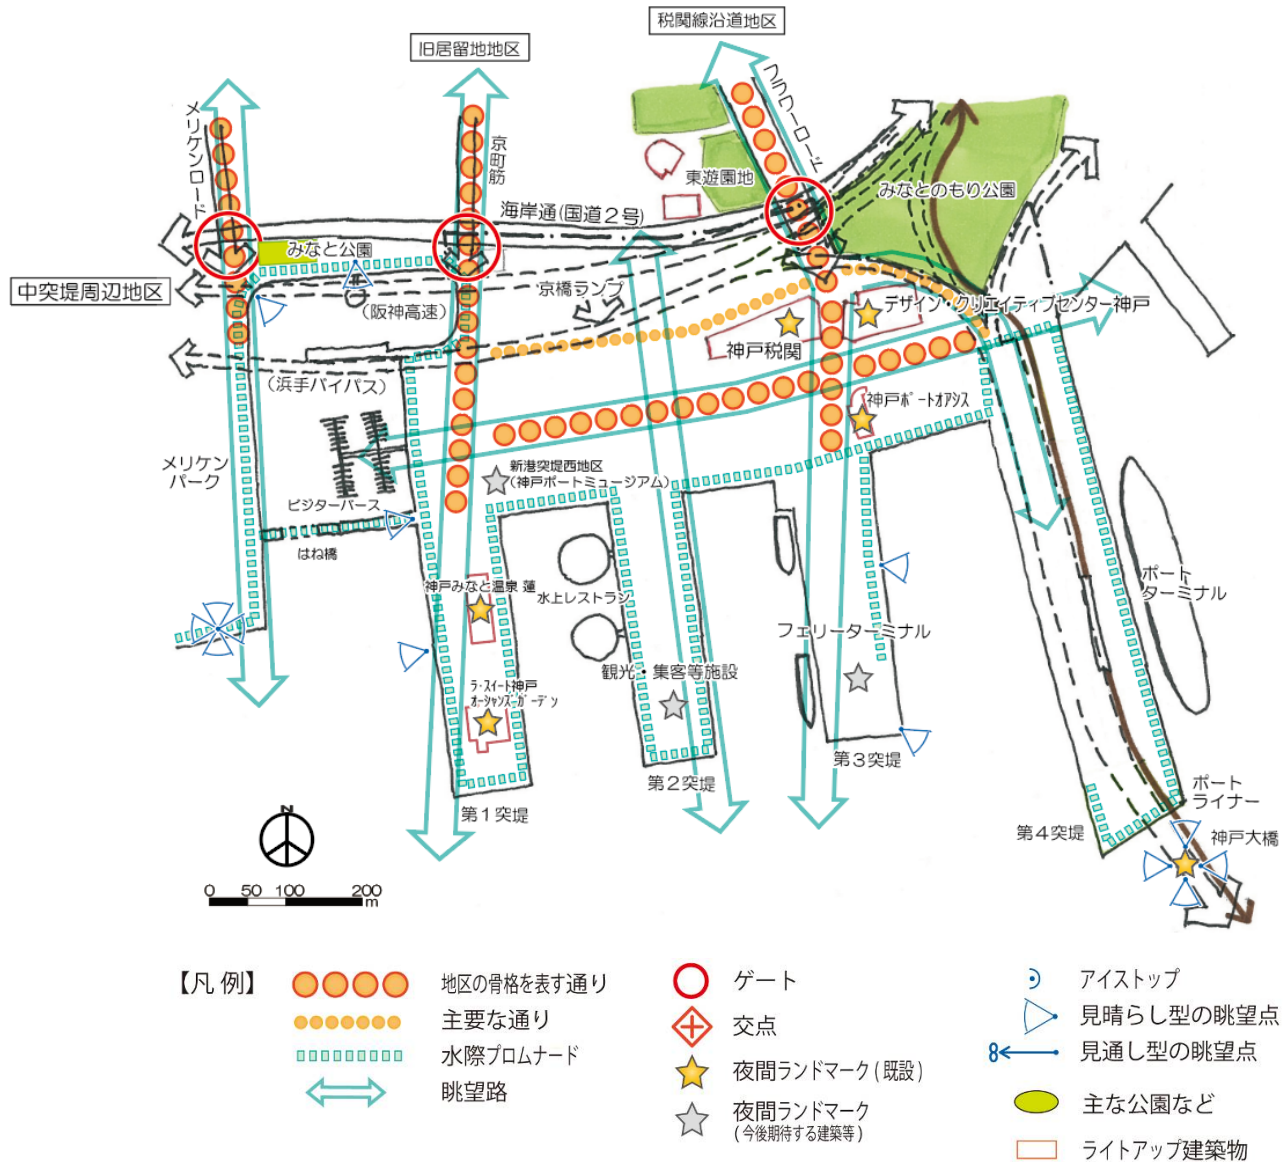 税関線沿道地区
旧居留地地区
メリケンロード
京町筋
フラワーロード
東遊園地
みなとのもり公園
海岸通(国道2号)
みなと公園
中突堤周辺地区
(阪神高速)
京橋ランプ
デザイン・クリエイティブセンター神戸
神戸税関
(浜手バイパス)
神戸ポートオアシス
メリケン
パーク
新港突堤西地区
(神戸ポートミュージアム)
ビジターバース
はね橋
神戸みなと温泉 蓮
水上レストラン
ポート
ターミナル
フェリーターミナル
観光・集客等施設
ラ・スイート神戸
オーシャンズガーデン
第1突堤
第2突堤
第3突堤
第4突堤
ポート
ライナー
神戸大橋
N
0 50 100 200
m
【凡 例】
地区の骨格を表す通り
主要な通り
水際プロムナード
眺望路
ゲート
交点
夜間ランドマーク(既設)
夜間ランドマーク
(今後期待する建築等)
アイストップ
見晴らし型の眺望点
見通し型の眺望点
主な公園など
ライトアップ建築物